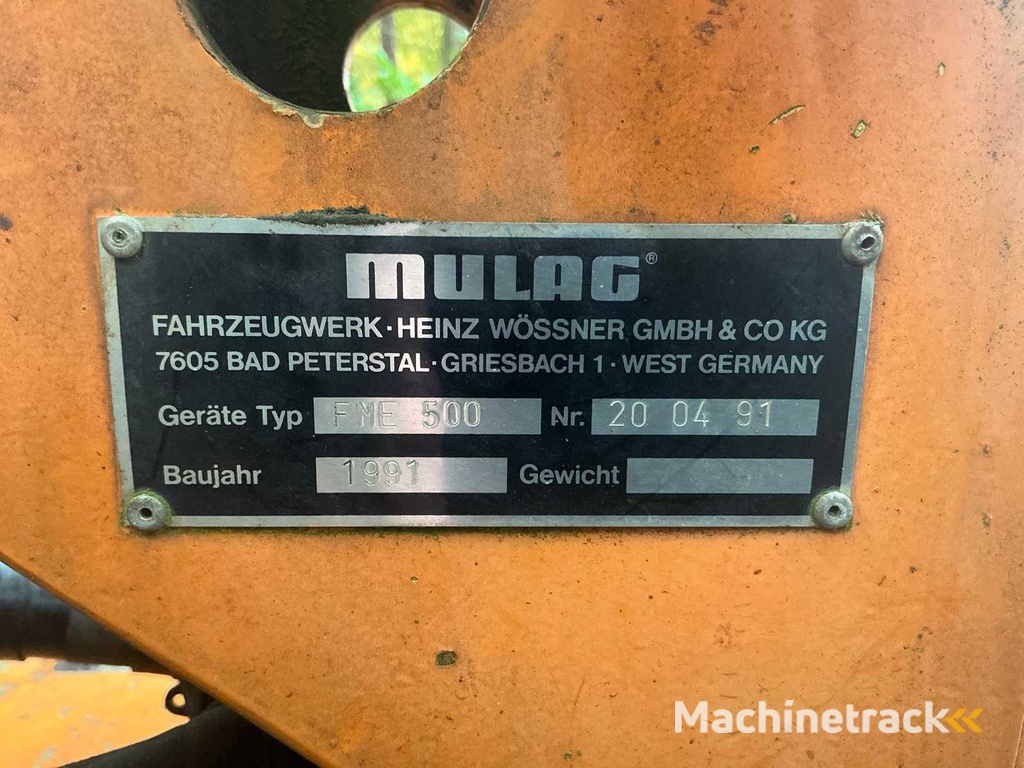 MULAG®
FAHRZEUGWERK · HEINZ WÖSSNER GMBH & CO KG
7605 BAD PETERSTAL · GRIESBACH 1 · WEST GERMANY
Geräte Typ FME 500 Nr. 20 04 91
Baujahr 1991 Gewicht
Machinetrack